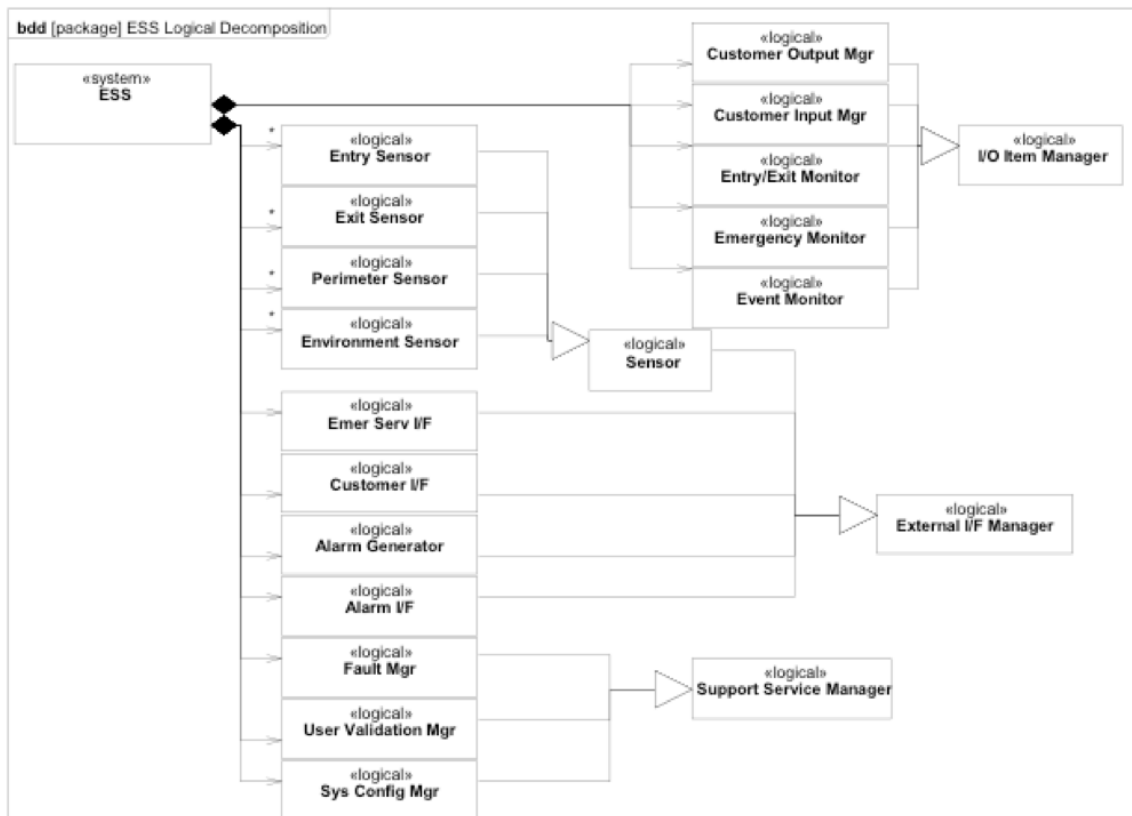 bdd [package] ESS Logical Decomposition
«system»
ESS
«logical»
Customer Output Mgr
«logical»
Customer Input Mgr
«logical»
Entry/Exit Monitor
«logical»
Emergency Monitor
«logical»
Event Monitor
«logical»
I/O Item Manager
*
«logical»
Entry Sensor
*
«logical»
Exit Sensor
*
«logical»
Perimeter Sensor
*
«logical»
Environment Sensor
«logical»
Sensor
«logical»
Emer Serv I/F
«logical»
Customer I/F
«logical»
Alarm Generator
«logical»
Alarm I/F
«logical»
External I/F Manager
«logical»
Fault Mgr
«logical»
User Validation Mgr
«logical»
Sys Config Mgr
«logical»
Support Service Manager